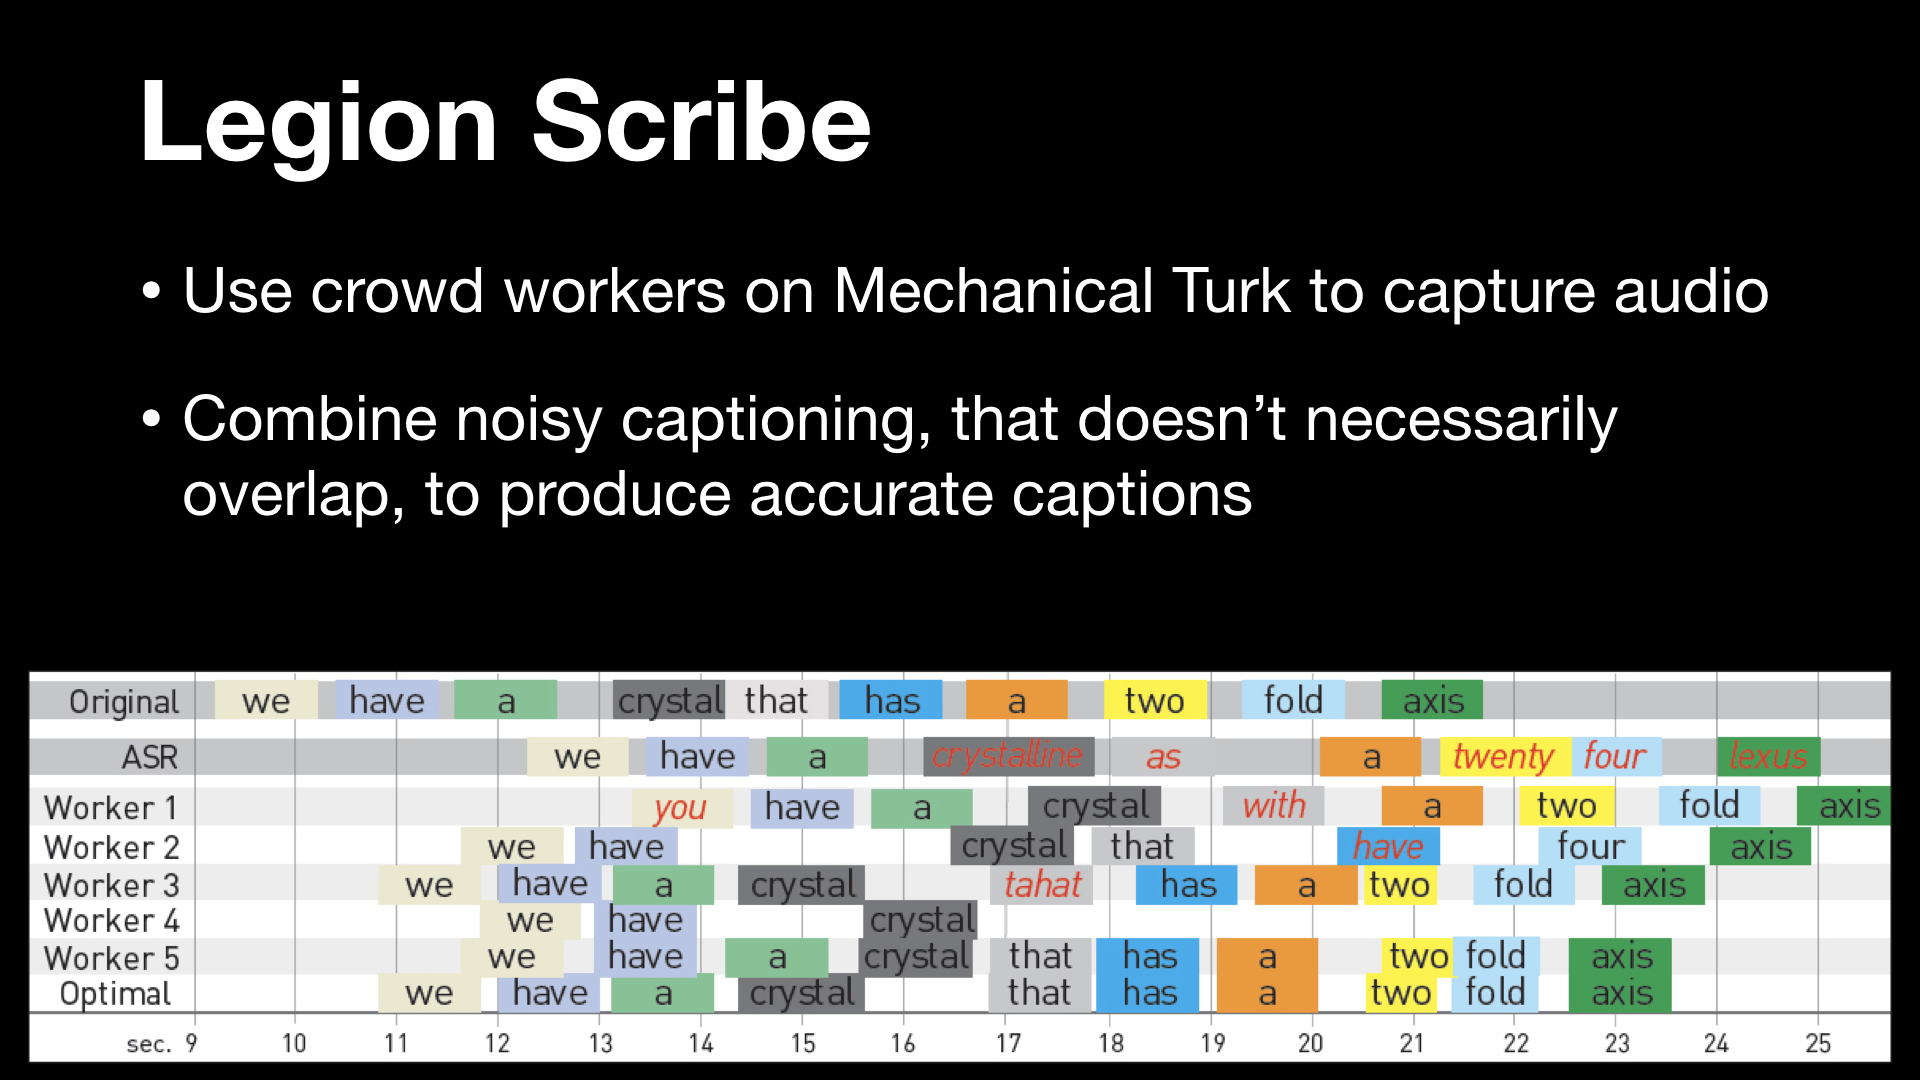 Legion Scribe
• Use crowd workers on Mechanical Turk to capture audio
• Combine noisy captioning, that doesn’t necessarily
overlap, to produce accurate captions
Original we have a crystal that has a two fold axis
ASR we have a crystalline as a twenty four lexus
Worker 1 you have a crystal with a two fold axis
Worker 2 we have crystal that have four axis
Worker 3 we have a crystal tahat has a two fold axis
Worker 4 we have crystal
Worker 5 we have a crystal that has a two fold axis
Optimal we have a crystal that has a two fold axis
sec. 9 10 11 12 13 14 15 16 17 18 19 20 21 22 23 24 25